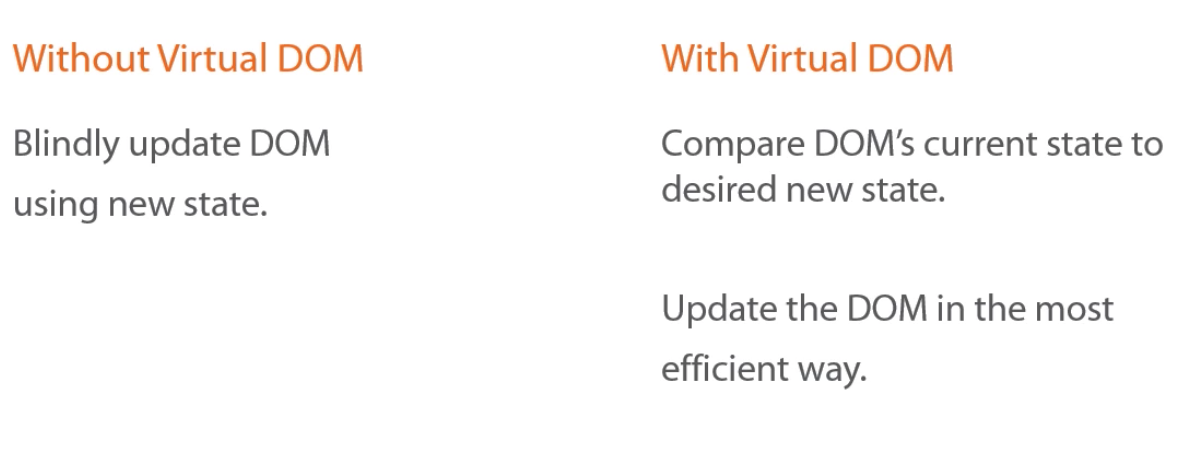 Without Virtual DOM
Blindly update DOM
using new state.
With Virtual DOM
Compare DOM’s current state to
desired new state.
Update the DOM in the most
efficient way.